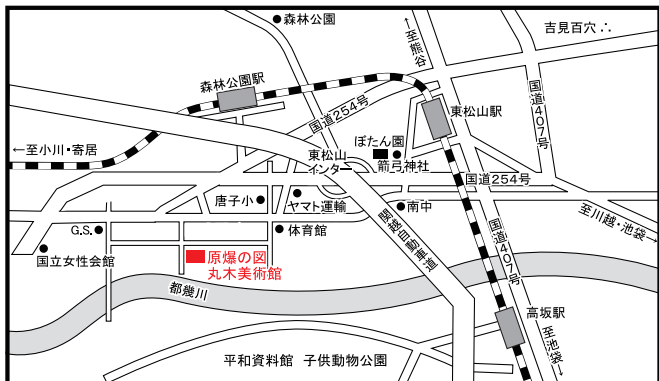 森林公園
←至熊谷
吉見百穴
森林公園駅
国道254号
東松山駅
国道407号
←至小川・寄居
ぼたん園
東松山
インター
箭弓神社
国道254号
唐子小
ヤマト運輸
南中
至川越・池袋→
G.S.
体育館
関越自動車道
国道407号
国立女性会館
原爆の図
丸木美術館
都幾川
高坂駅
至池袋→
平和資料館 子供動物公園